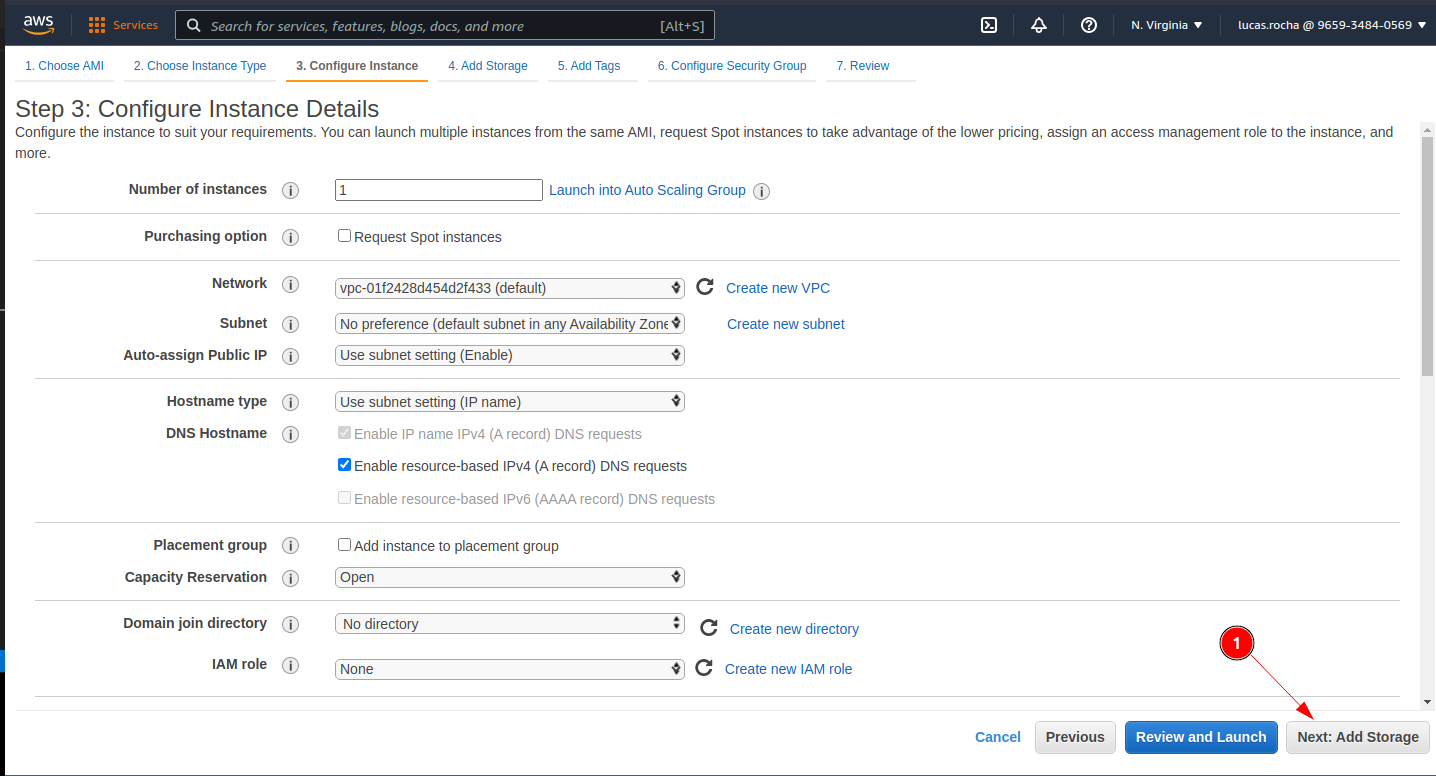 aws Services Search for services, features, blogs, docs, and more [Alt+S] N. Virginia lucas.rocha @ 9659-3484-0569
1. Choose AMI 2. Choose Instance Type 3. Configure Instance 4. Add Storage 5. Add Tags 6. Configure Security Group 7. Review
Step 3: Configure Instance Details
Configure the instance to suit your requirements. You can launch multiple instances from the same AMI, request Spot instances to take advantage of the lower pricing, assign an access management role to the instance, and
more.
Number of instances i 1 Launch into Auto Scaling Group i
Purchasing option i Request Spot instances
Network i vpc-01f2428d454d2f433 (default) Create new VPC
Subnet i No preference (default subnet in any Availability Zone Create new subnet
Auto-assign Public IP i Use subnet setting (Enable)
Hostname type i Use subnet setting (IP name)
DNS Hostname i Enable IP name IPv4 (A record) DNS requests
Enable resource-based IPv4 (A record) DNS requests
Enable resource-based IPv6 (AAAA record) DNS requests
Placement group i Add instance to placement group
Capacity Reservation i Open
Domain join directory i No directory Create new directory
1
IAM role i None Create new IAM role
Cancel Previous Review and Launch Next: Add Storage